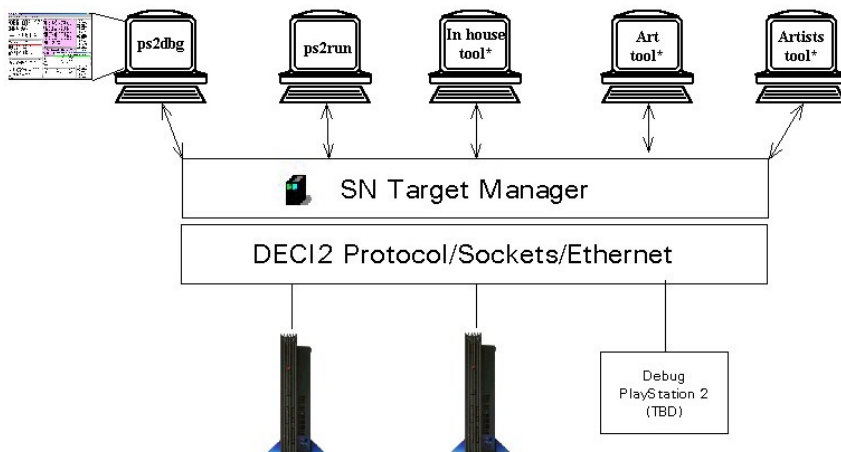 ps2dbg
ps2run
In house
tool*
Art
tool*
Artists
tool*
SN Target Manager
DECI2 Protocol/Sockets/Ethernet
Debug
PlayStation 2
(TBD)